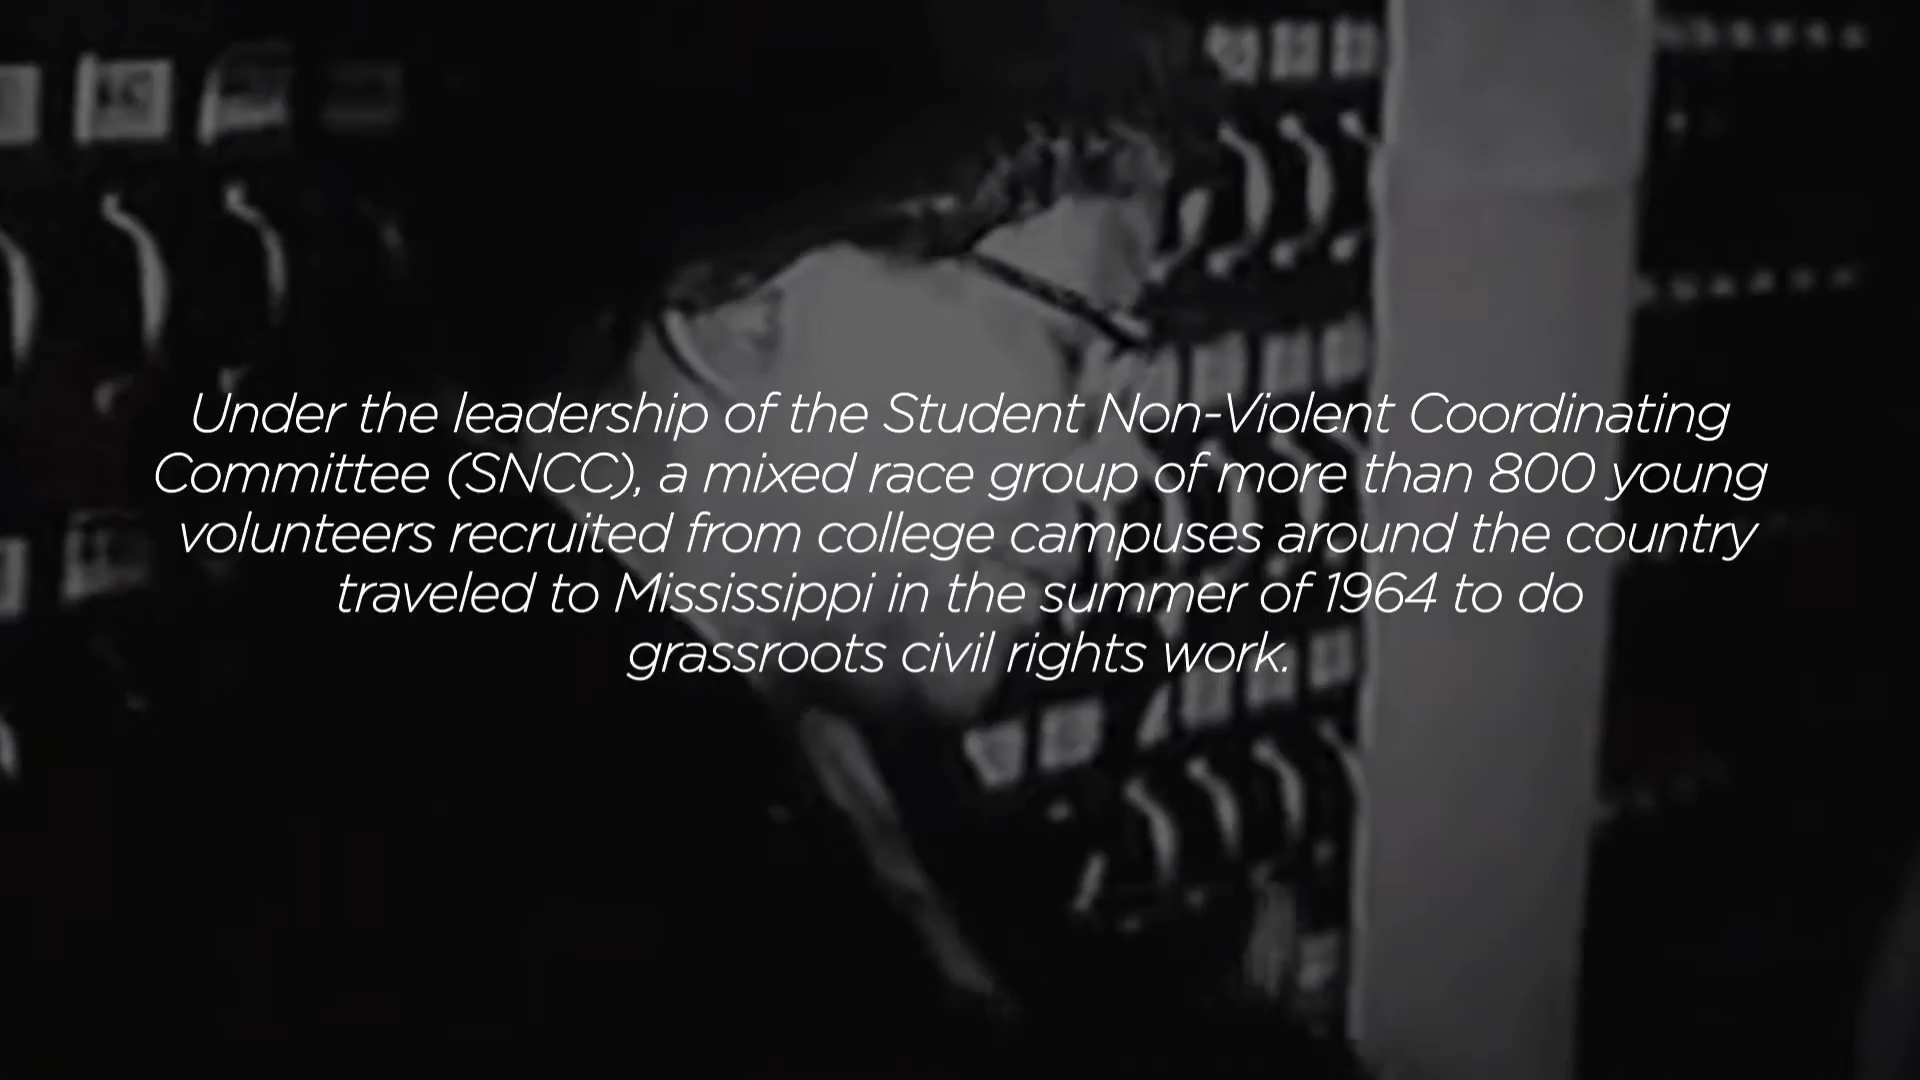 Under the leadership of the Student Non-Violent Coordinating
Committee (SNCC), a mixed race group of more than 800 young
volunteers recruited from college campuses around the country
traveled to Mississippi in the summer of 1964 to do
grassroots civil rights work.